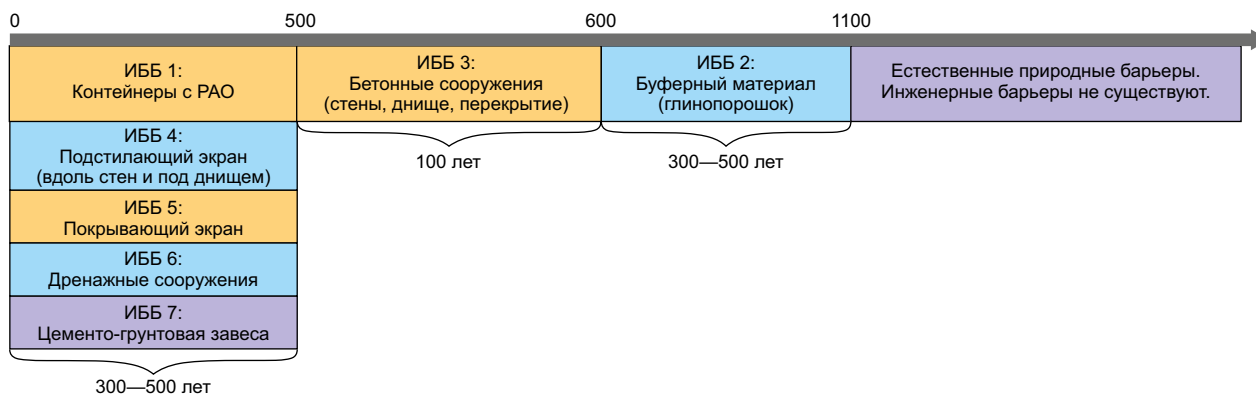 0
500
600
1100
ИББ 1:
Контейнеры с РАО
ИББ 3:
Бетонные сооружения
(стены, днище, перекрытие)
ИББ 2:
Буферный материал
(глинопорошок)
Естественные природные барьеры.
Инженерные барьеры не существуют.
100 лет
300—500 лет
ИББ 4:
Подстилающий экран
(вдоль стен и под днищем)
ИББ 5:
Покрывающий экран
ИББ 6:
Дренажные сооружения
ИББ 7:
Цементо-грунтовая завеса
300—500 лет